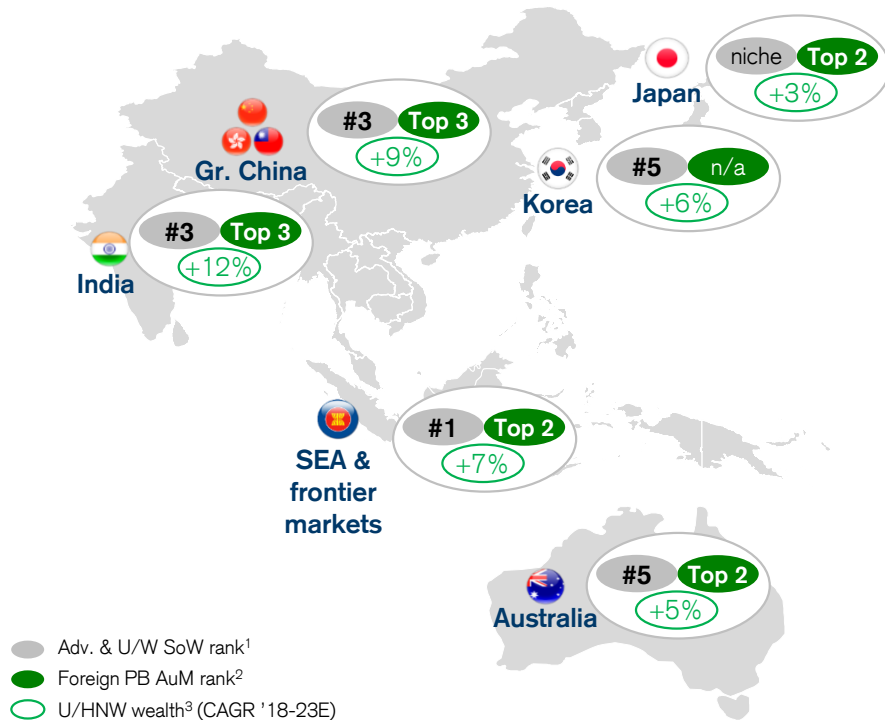 niche Top 2
+3%
Japan
#3 Top 3
+9%
Gr. China
#5 n/a
+6%
Korea
#3 Top 3
+12%
India
#1 Top 2
+7%
SEA &
frontier
markets
#5 Top 2
+5%
Australia
Adv. & U/W SoW rank¹
Foreign PB AuM rank²
U/HNW wealth³ (CAGR ’18-23E)